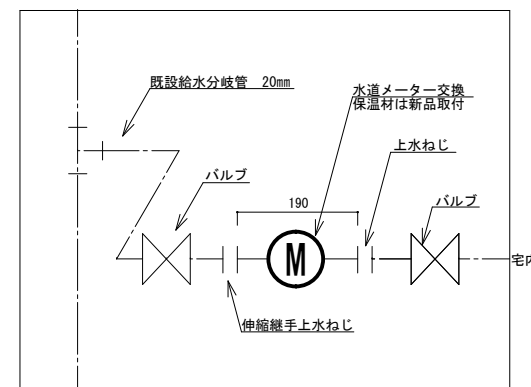 既設給水分岐管 20mm
水道メーター交換
保温材は新品取付
上水ねじ
バルブ
バルブ
190
M
宅内
伸縮継手上水ねじ